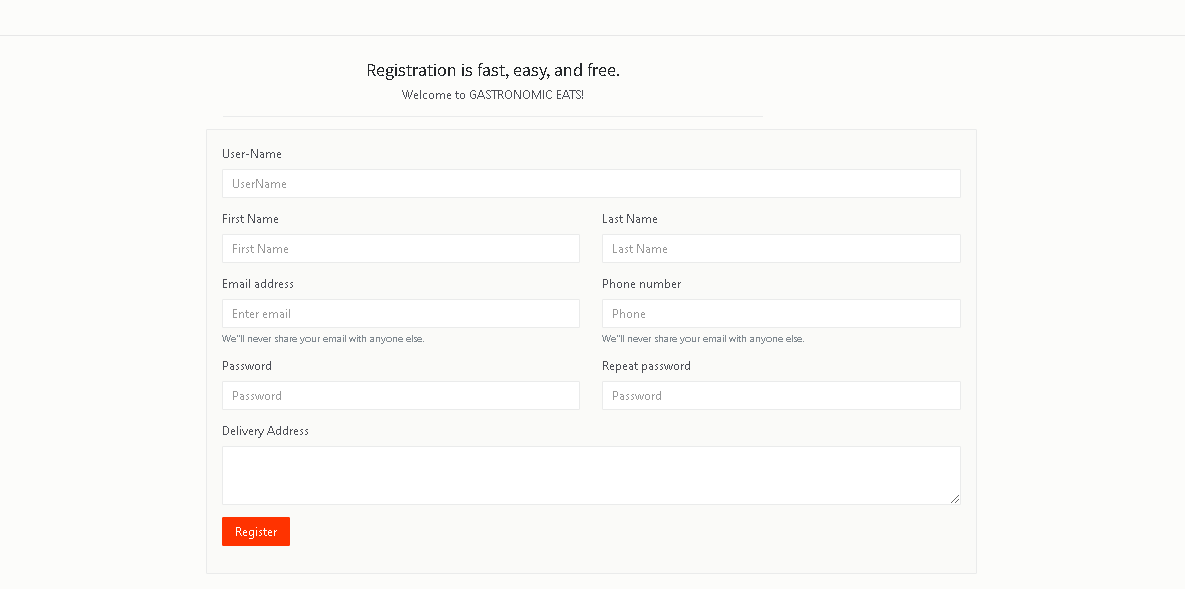 Registration is fast, easy, and free.
Welcome to GASTRONOMIC EATS!
User-Name
UserName
First Name
Last Name
First Name
Last Name
Email address
Phone number
Enter email
Phone
We"ll never share your email with anyone else.
We"ll never share your email with anyone else.
Password
Repeat password
Password
Password
Delivery Address
Register